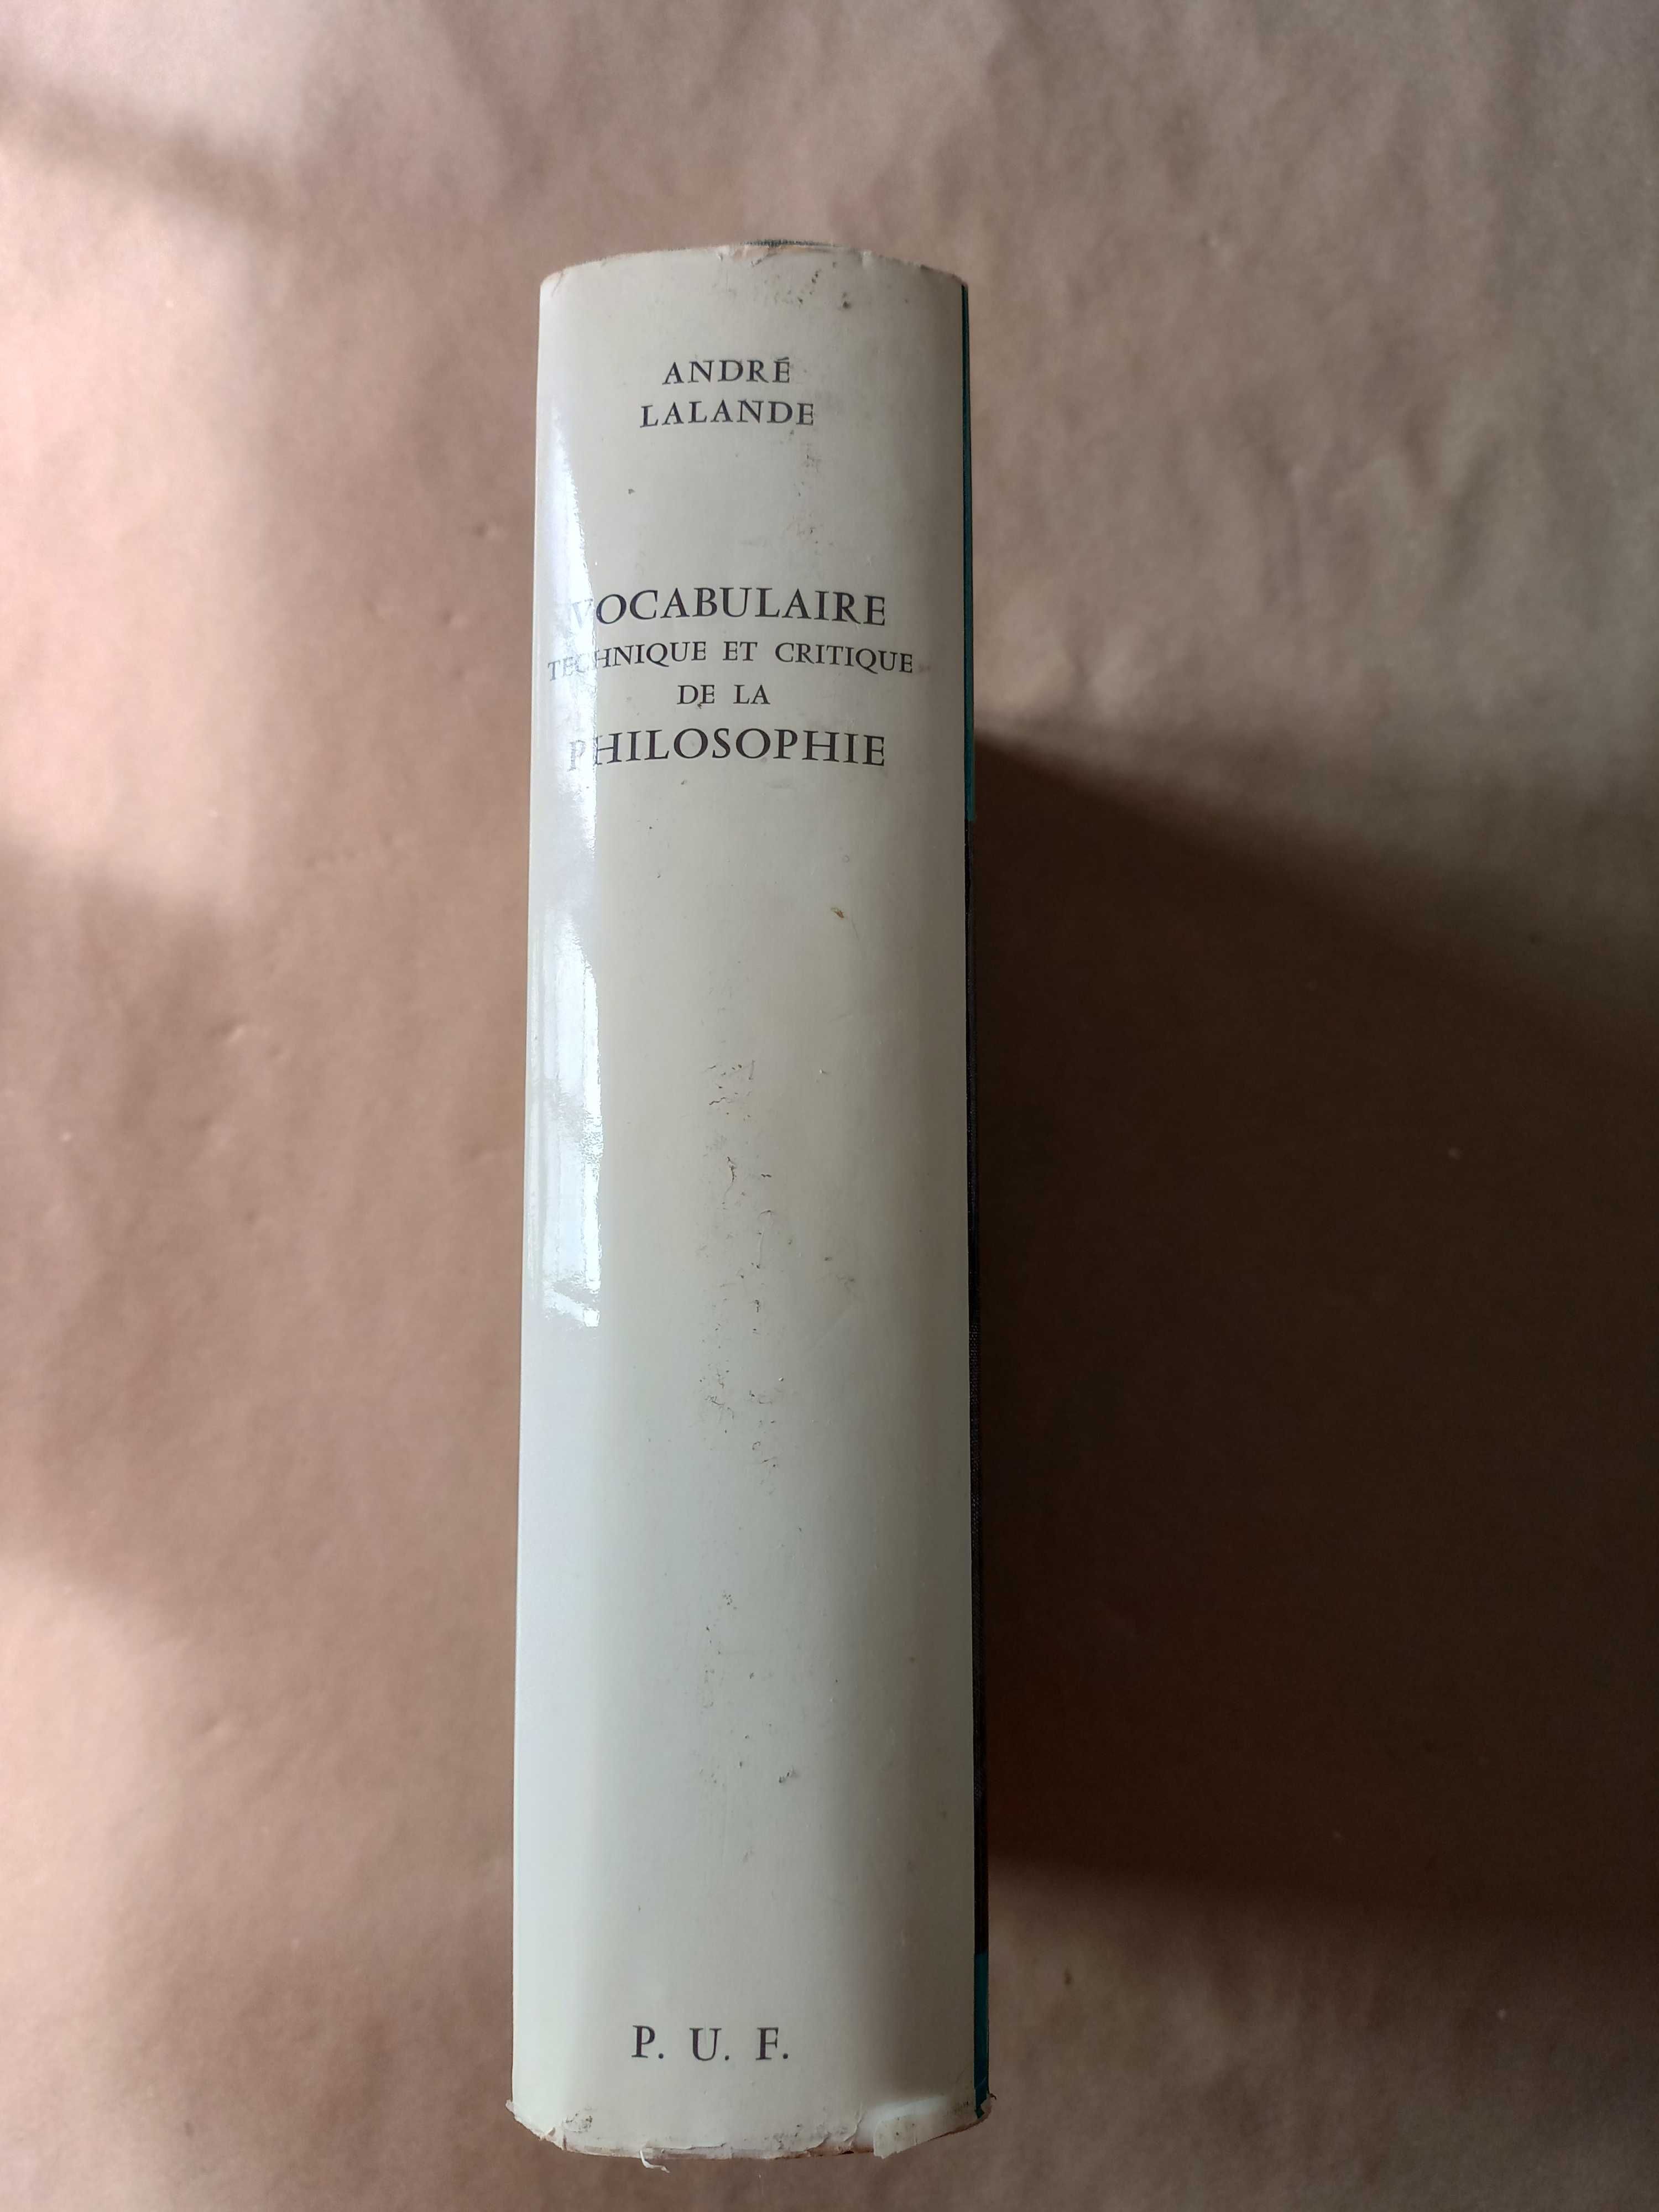 ANDRÉ
LALANDE
VOCABULAIRE
TECHNIQUE ET CRITIQUE
DE LA
PHILOSOPHIE
P. U. F.